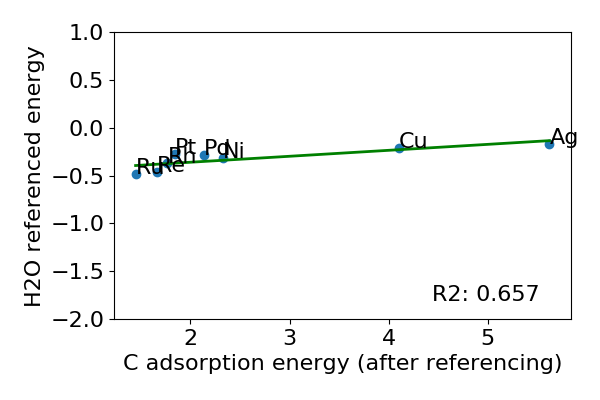 H2O referenced energy
1.0
0.5
0.0
−0.5
−1.0
−1.5
−2.0
Ru
Re
Rh
Pt
Pd
Ni
Cu
Ag
R2: 0.657
2 3 4 5
C adsorption energy (after referencing)